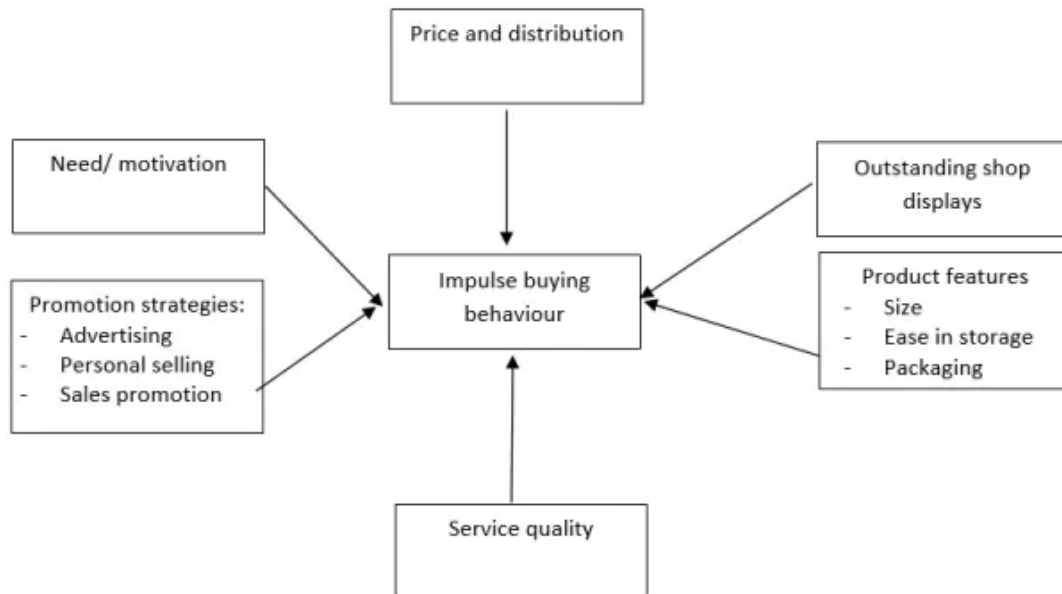 Price and distribution
Need/ motivation
Outstanding shop
displays
Impulse buying
behaviour
Promotion strategies:
- Advertising
- Personal selling
- Sales promotion
Product features
- Size
- Ease in storage
- Packaging
Service quality